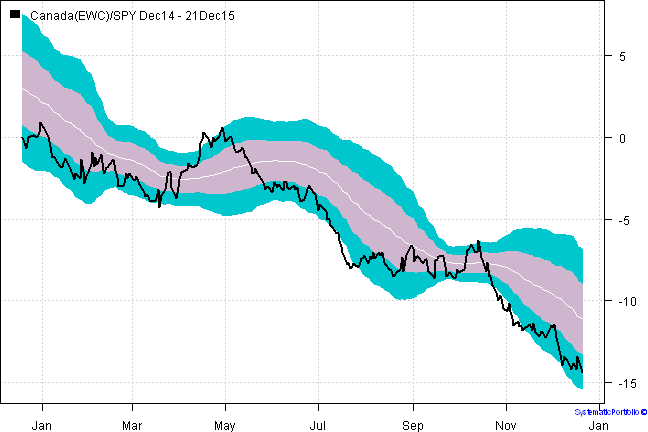 Canada(EWC)/SPY Dec14 - 21Dec15
5
0
-5
-10
-15
SystematicPortfolio ©
Jan Mar May Jul Sep Nov Jan